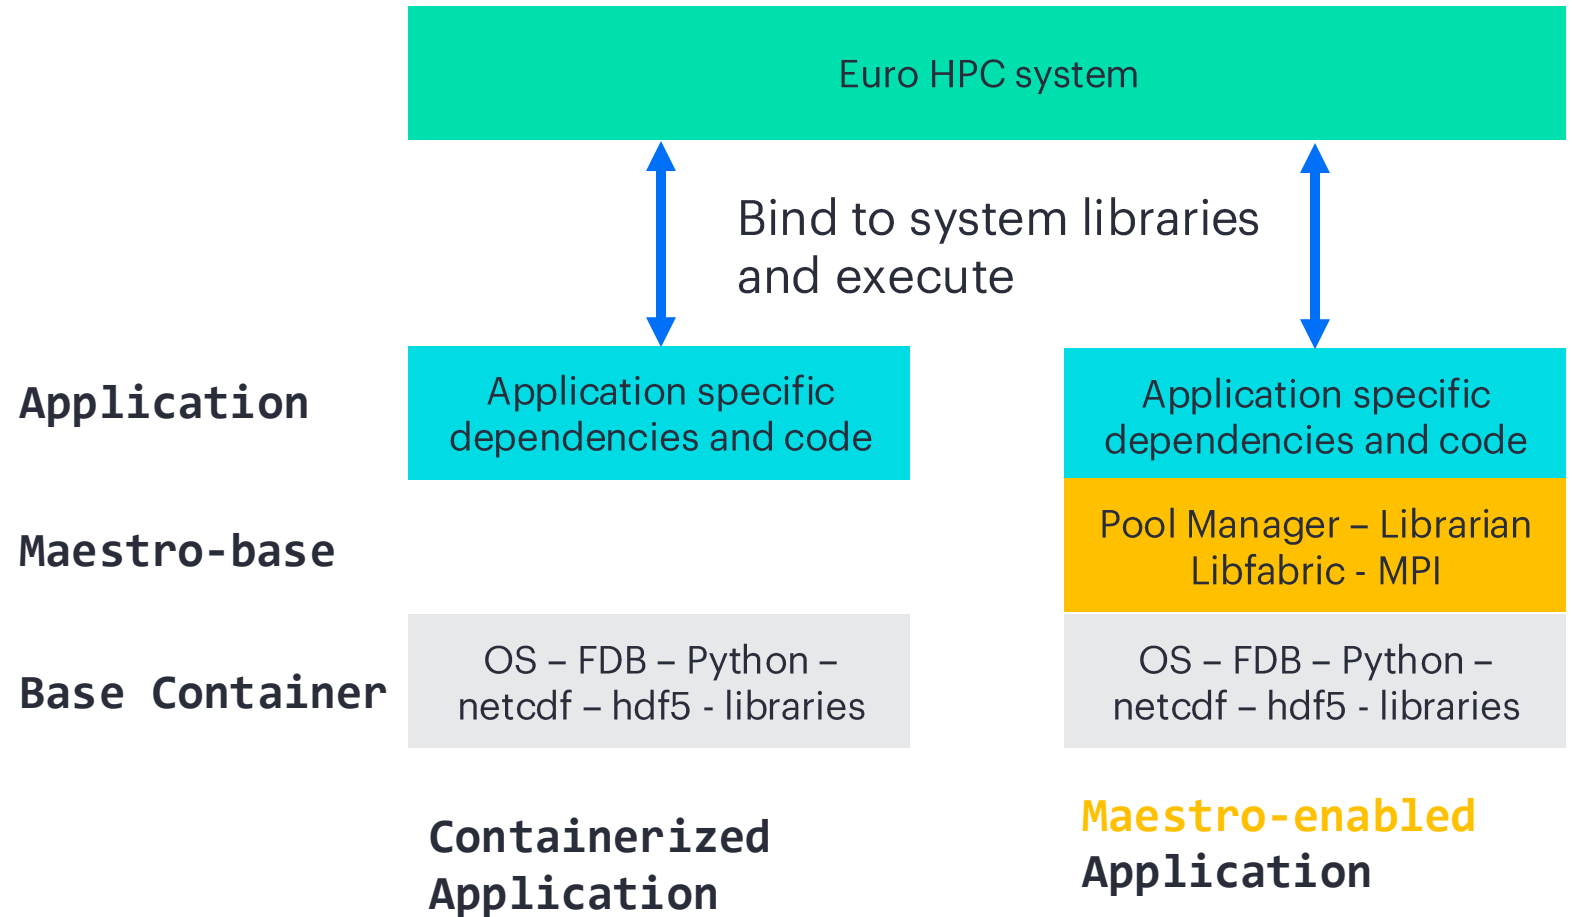 Euro HPC system
Bind to system libraries
and execute
Application
Application specific
dependencies and code
Application specific
dependencies and code
Maestro-base
Pool Manager – Librarian
Libfabric - MPI
Base Container
OS – FDB – Python –
netcdf – hdf5 - libraries
OS – FDB – Python –
netcdf – hdf5 - libraries
Containerized
Application
Maestro-enabled
Application